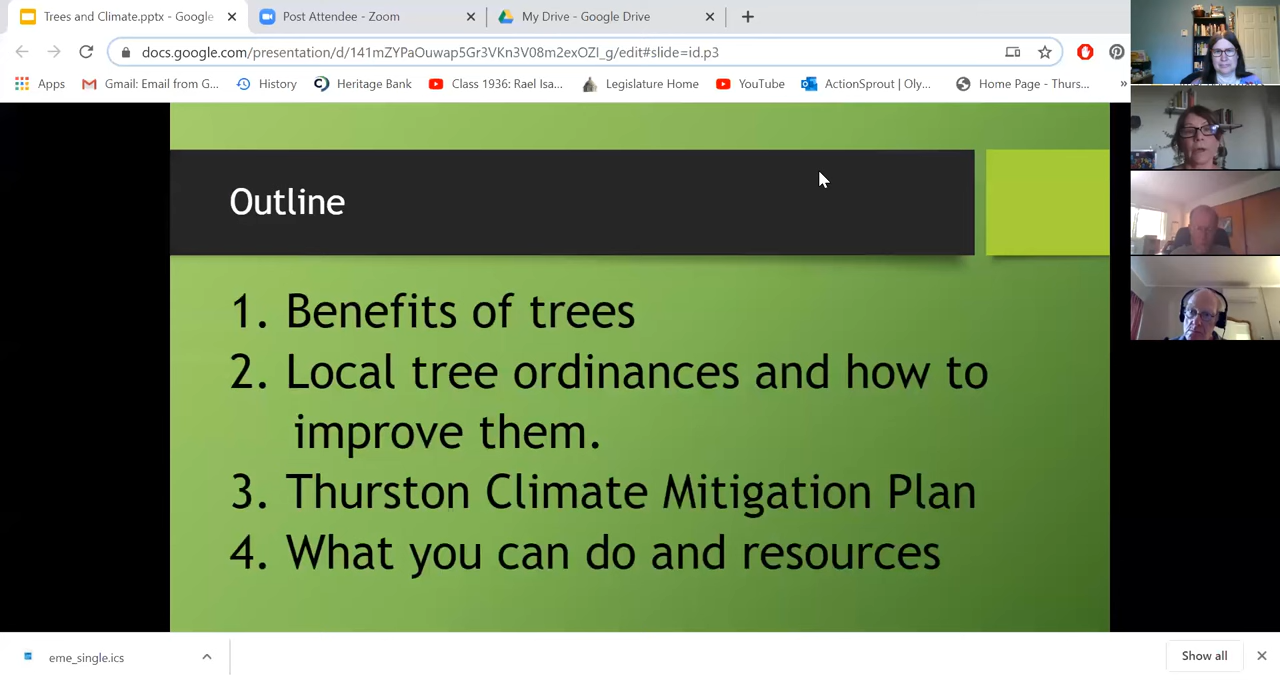 Trees and Climate.pptx - Google
Post Attendee - Zoom
My Drive - Google Drive
docs.google.com/presentation/d/141mZYPaOuwap5Gr3VKn3V08m2exOZI_g/edit#slide=id.p3
Apps
Gmail: Email from G...
History
Heritage Bank
Class 1936: Rael Isa...
Legislature Home
YouTube
ActionSprout | Oly...
Home Page - Thurs...
»
Outline
1. Benefits of trees
2. Local tree ordinances and how to
improve them.
3. Thurston Climate Mitigation Plan
4. What you can do and resources
eme_single.ics
Show all